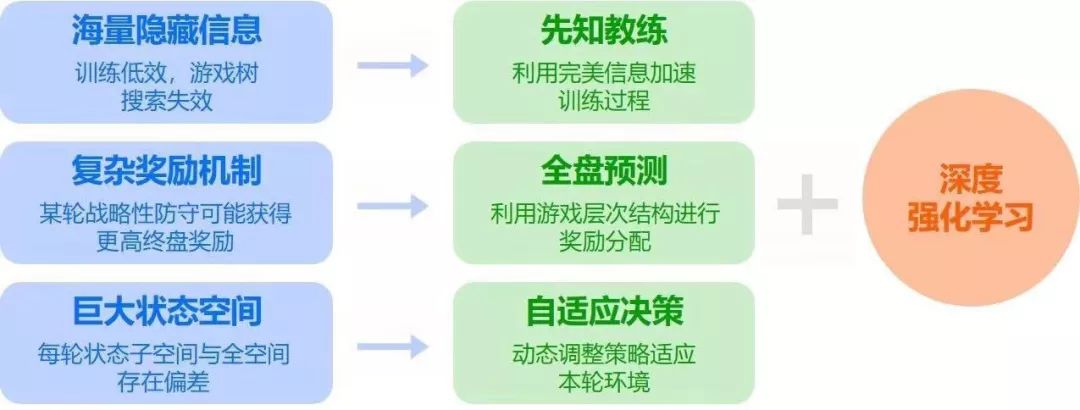 海量隐藏信息
训练低效，游戏树
搜索失效
先知教练
利用完美信息加速
训练过程
复杂奖励机制
某轮战略性防守可能获得
更高终盘奖励
全盘预测
利用游戏层次结构进行
奖励分配
巨大状态空间
每轮状态子空间与全空间
存在偏差
自适应决策
动态调整策略适应
本轮环境
+
深度
强化学习